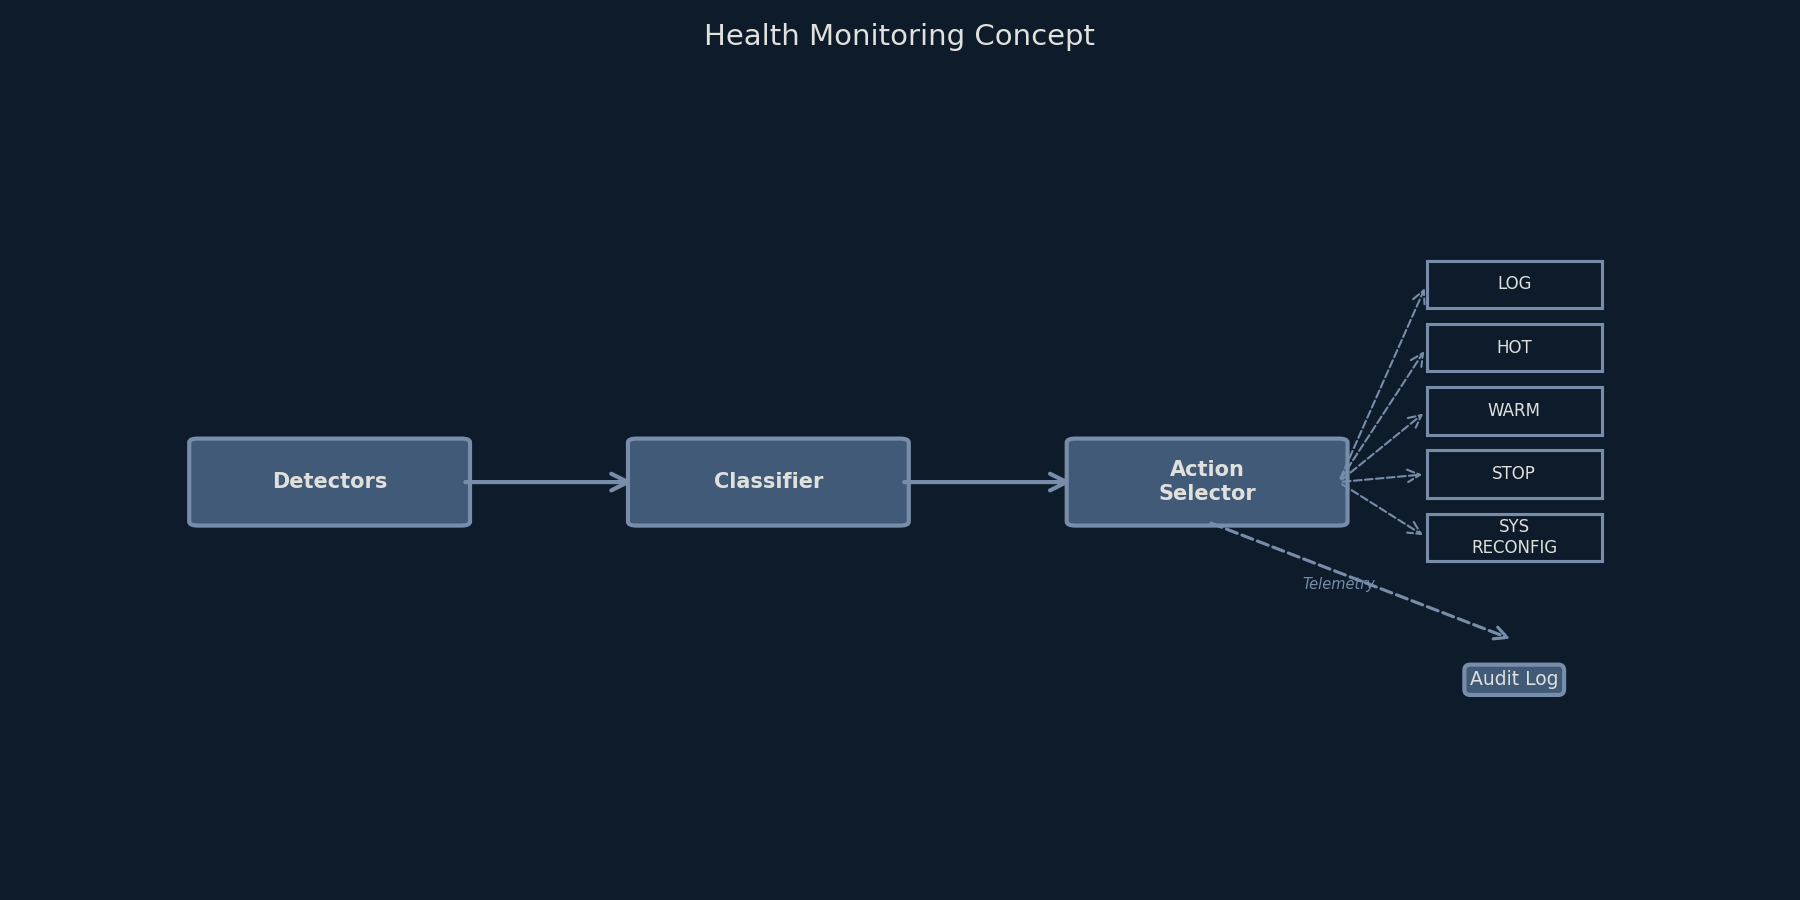 Health Monitoring Concept
Detectors
Classifier
Action
Selector
LOG
HOT
WARM
STOP
SYS
RECONFIG
Telemetry
Audit Log